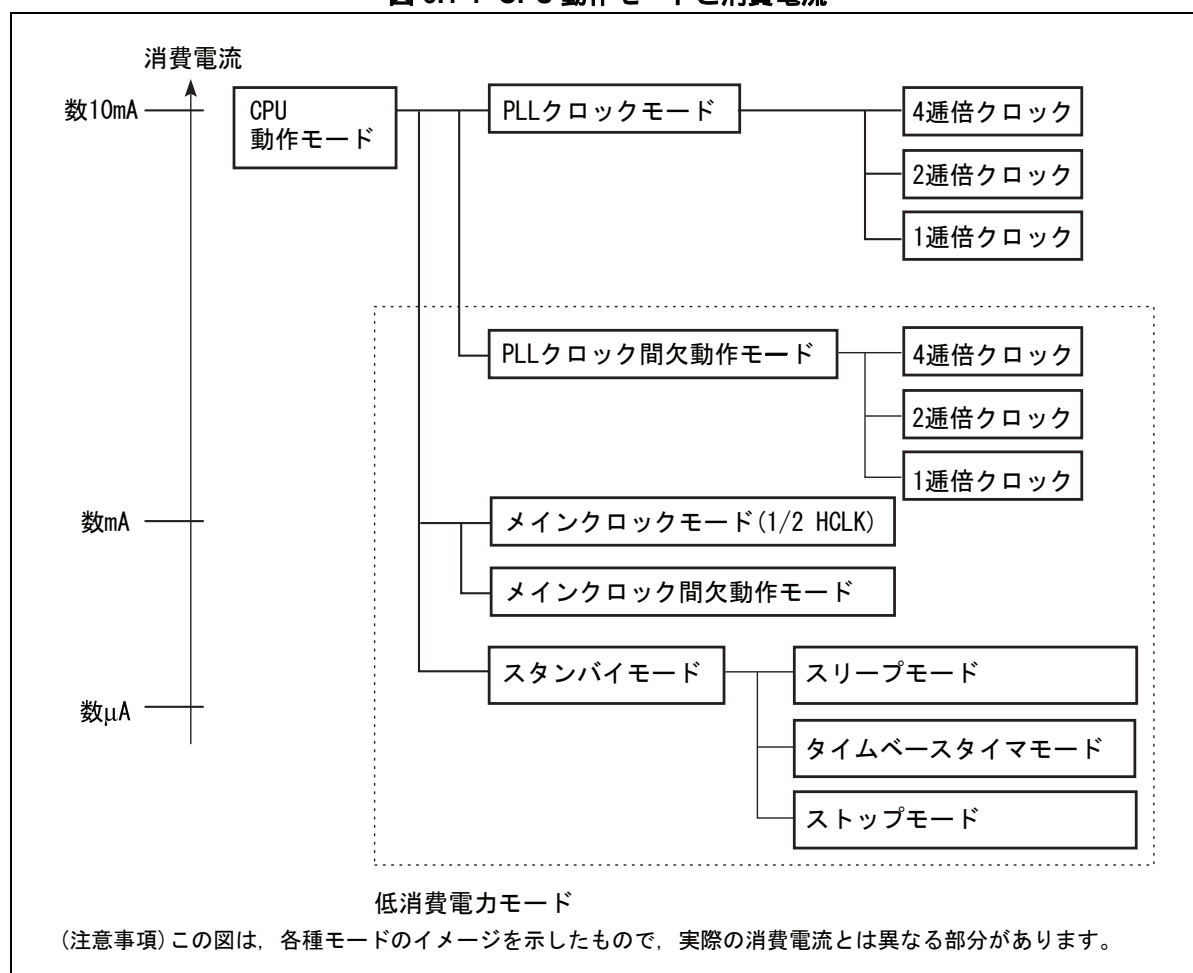 消費電流
数10mA
CPU
動作モード
PLLクロックモード
4逓倍クロック
2逓倍クロック
1逓倍クロック
PLLクロック間欠動作モード
4逓倍クロック
2逓倍クロック
1逓倍クロック
数mA
メインクロックモード(1/2 HCLK)
メインクロック間欠動作モード
スタンバイモード
スリープモード
数μA
タイムベースタイマモード
ストップモード
低消費電力モード
(注意事項)この図は，各種モードのイメージを示したもので，実際の消費電流とは異なる部分があります。